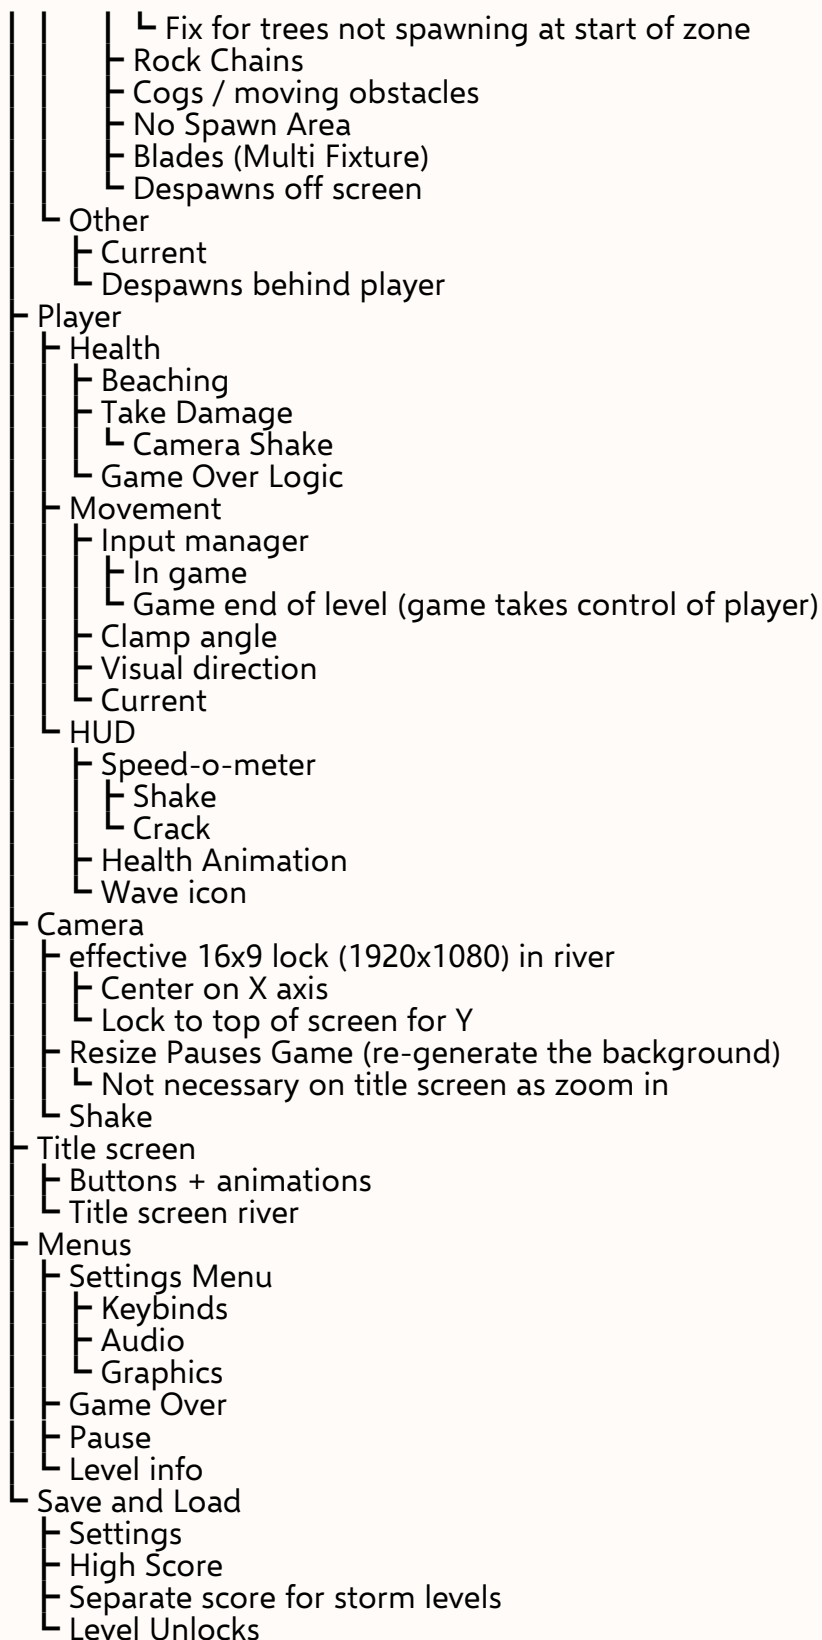 Fix for trees not spawning at start of zone
Rock Chains
Cogs / moving obstacles
No Spawn Area
Blades (Multi Fixture)
Despawns off screen
Other
Current
Despawns behind player
Player
Health
Beaching
Take Damage
Camera Shake
Game Over Logic
Movement
Input manager
In game
Game end of level (game takes control of player)
Clamp angle
Visual direction
Current
HUD
Speed-o-meter
Shake
Crack
Health Animation
Wave icon
Camera
effective 16x9 lock (1920x1080) in river
Center on X axis
Lock to top of screen for Y
Resize Pauses Game (re-generate the background)
Not necessary on title screen as zoom in
Shake
Title screen
Buttons + animations
Title screen river
Menus
Settings Menu
Keybinds
Audio
Graphics
Game Over
Pause
Level info
Save and Load
Settings
High Score
Separate score for storm levels
Level Unlocks